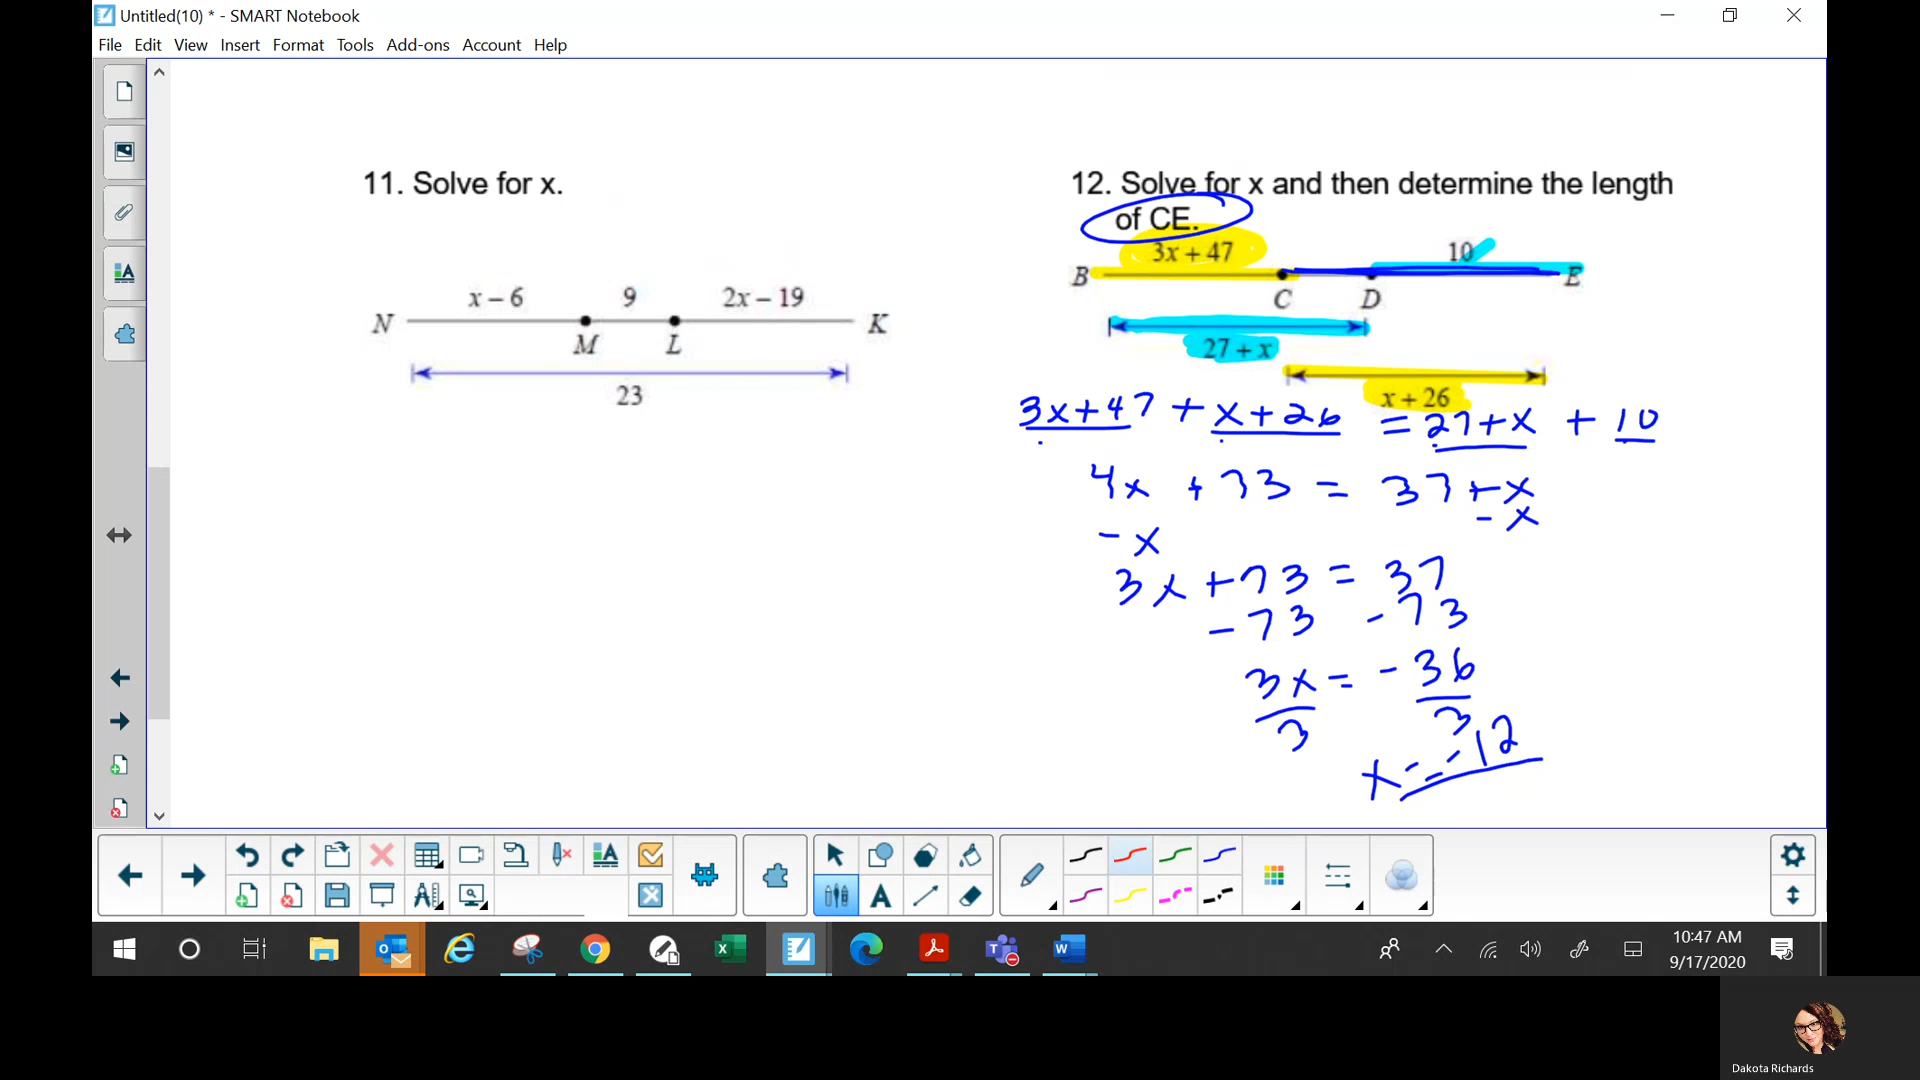 Untitled(10) * - SMART Notebook
File Edit View Insert Format Tools Add-ons Account Help
11. Solve for x.
x – 6 9 2x – 19
N M L K
23
12. Solve for x and then determine the length
of CE.
3x + 47 10
B C D E
27 + x
x + 26
3x+47 + x+26 = 27+x + 10
4x + 73 = 37+x
-x -x
3x+73 = 37
-73 -73
3x = -36
3 3
x = -12
A
10:47 AM
9/17/2020
Dakota Richards